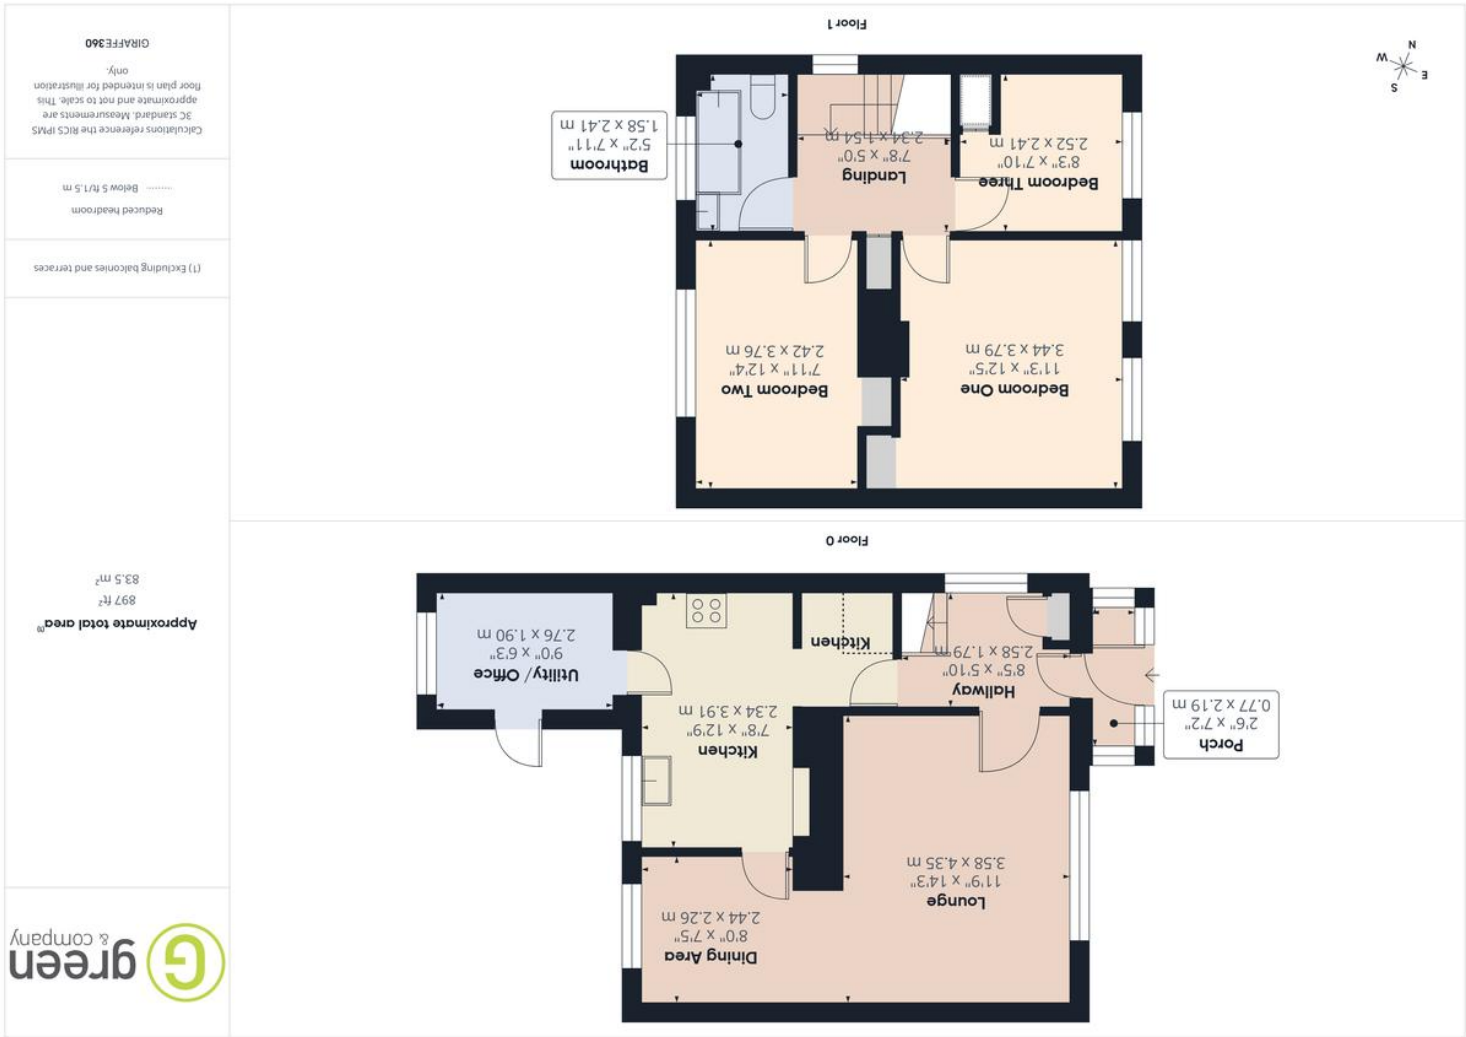 green
& company
Approximate total area⁽¹⁾
897 ft²
83.5 m²
(1) Excluding balconies and terraces
Reduced headroom
Below 5 ft/1.5 m
Calculations reference the RICS IPMS
3C standard. Measurements are
approximate and not to scale. This
floor plan is intended for illustration
only.
GIRAFFE360
Dining Area
8'0" x 7'5"
2.44 x 2.26 m
Lounge
11'9" x 14'3"
3.58 x 4.35 m
Porch
2'6" x 7'2"
0.77 x 2.19 m
Hallway
8'5" x 5'10"
2.58 x 1.79 m
Kitchen
7'8" x 12'9"
2.34 x 3.91 m
Kitchen
Utility/ Office
9'0" x 6'3"
2.76 x 1.90 m
Floor 0
Bedroom One
11'3" x 12'5"
3.44 x 3.79 m
Bedroom Two
7'11" x 12'4"
2.42 x 3.76 m
Bedroom Three
8'3" x 7'10"
2.52 x 2.41 m
Landing
7'8" x 5'0"
2.34 x 1.54 m
Bathroom
5'2" x 7'11"
1.58 x 2.41 m
Floor 1
S
E
W
N